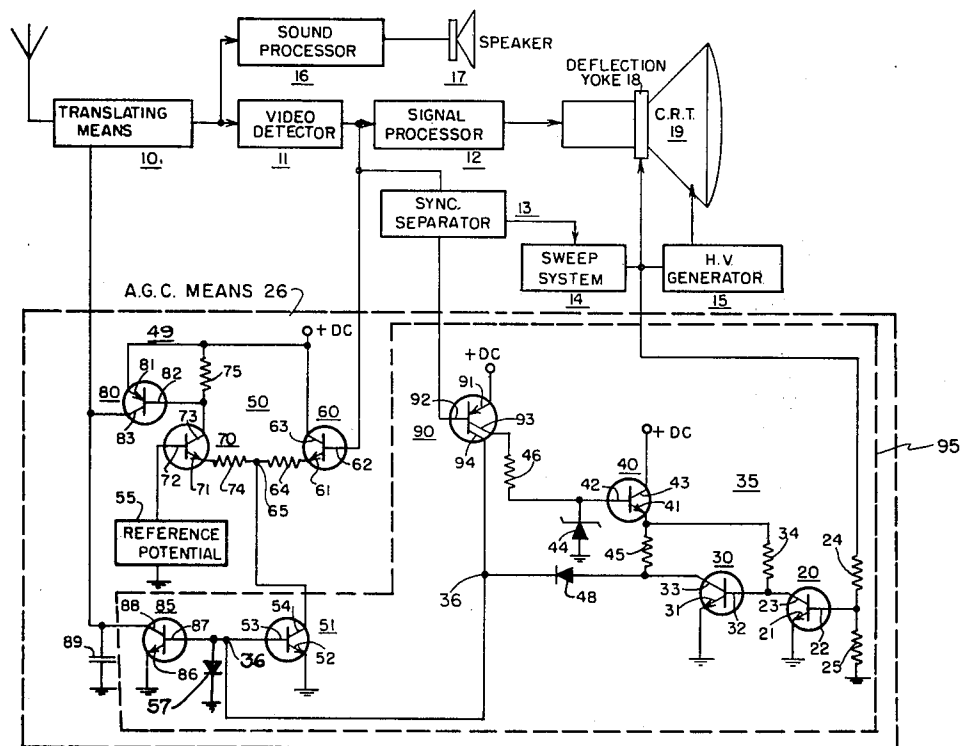 SOUND
PROCESSOR
16
SPEAKER
17
DEFLECTION
YOKE 18
C.R.T.
19
TRANSLATING
MEANS
10
VIDEO
DETECTOR
11
SIGNAL
PROCESSOR
12
SYNC.
SEPARATOR
13
SWEEP
SYSTEM
14
H.V.
GENERATOR
15
A.G.C. MEANS 26
49
+ DC
81
82
75
80
83
50
60
63
62
61
73
70
72
71
74
64
65
55
REFERENCE
POTENTIAL
+DC
91
92
93
90
94
46
+ DC
40
42
43
41
35
95
44
45
34
24
30
20
33
31
32
23
21
22
25
36
48
88
85
87
89
86
57
36
54
51
53
52